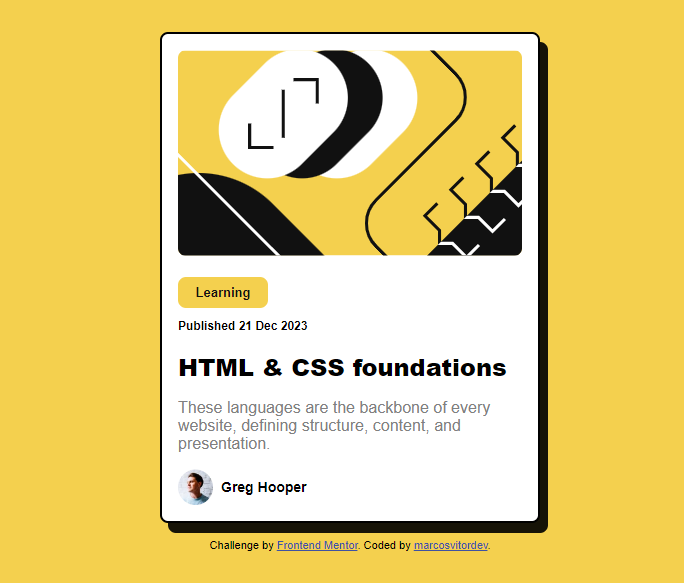 Learning
Published 21 Dec 2023
HTML & CSS foundations
These languages are the backbone of every
website, defining structure, content, and
presentation.
Greg Hooper
Challenge by Frontend Mentor. Coded by marcosvitordev.